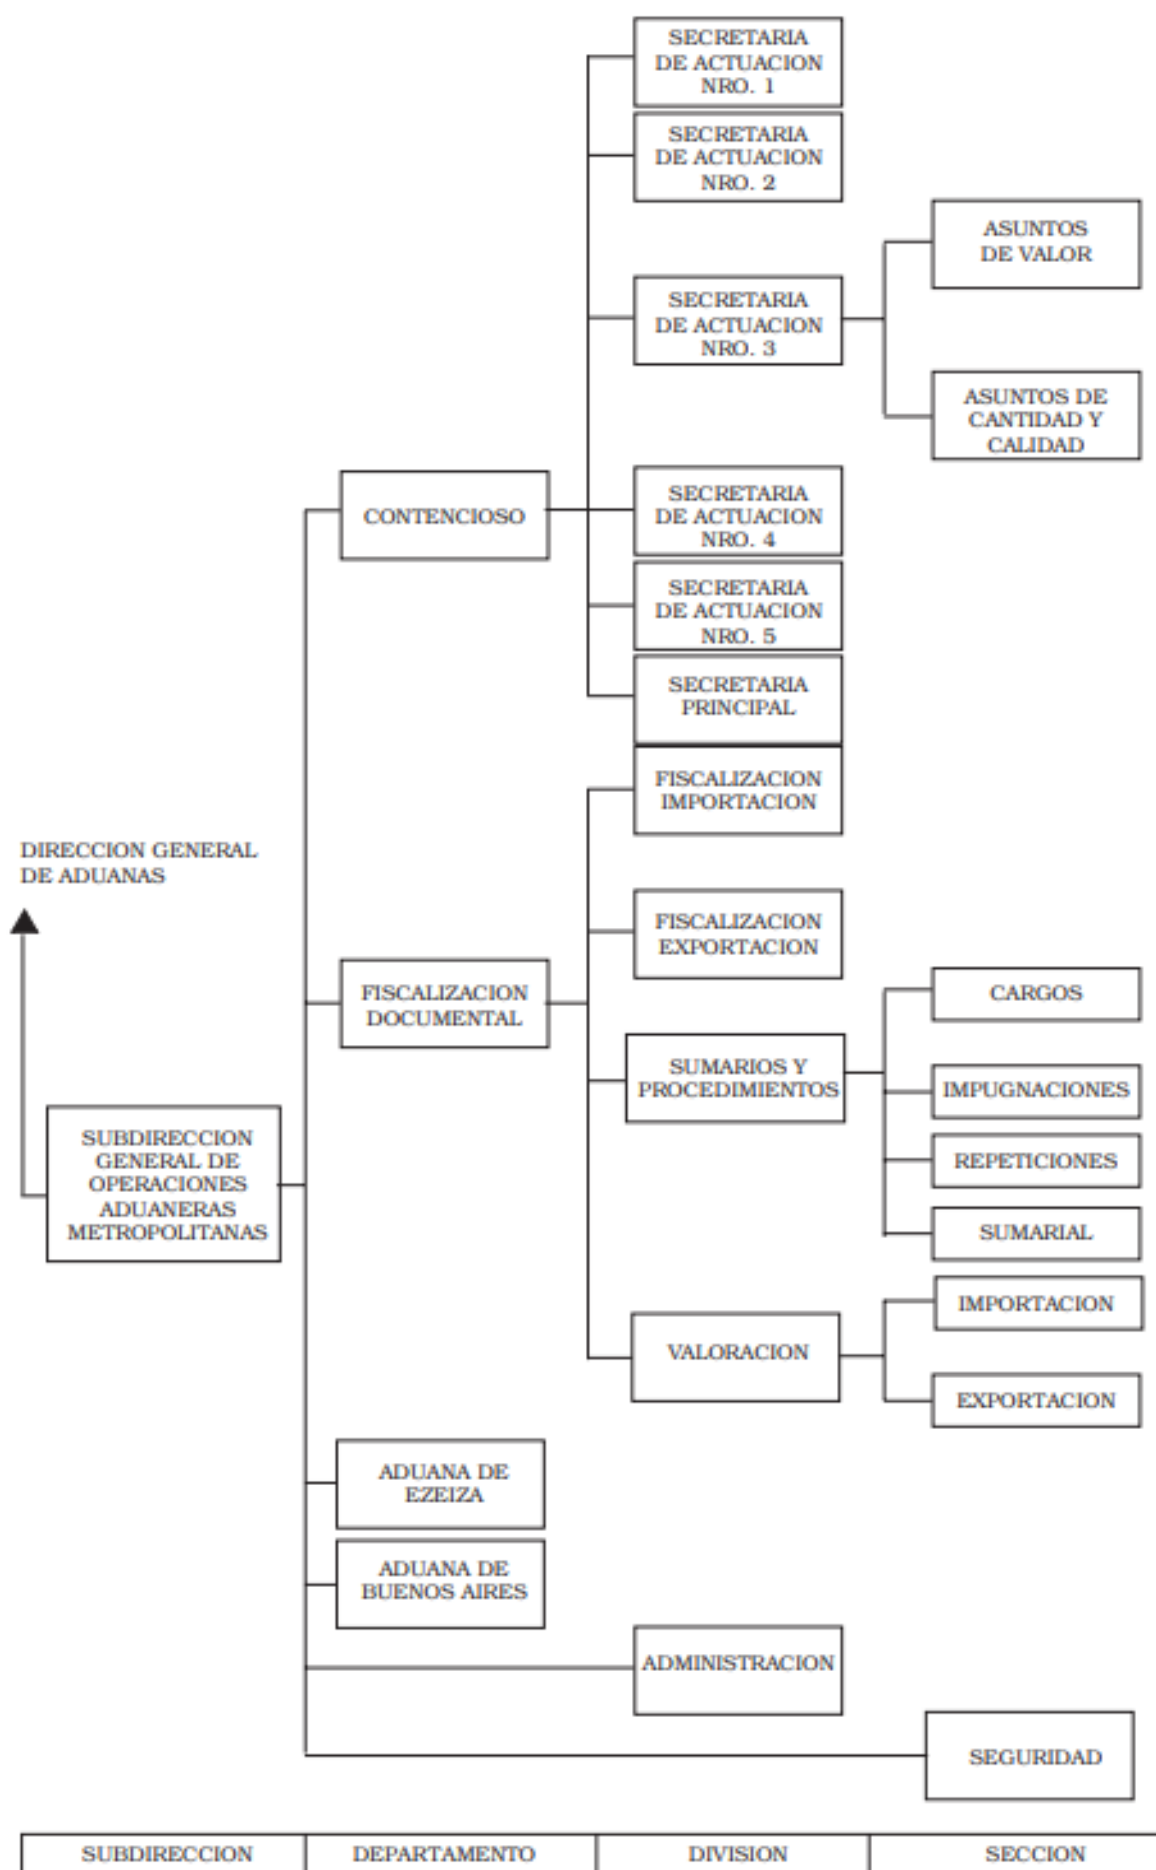 SECRETARIA
DE ACTUACION
NRO. 1
SECRETARIA
DE ACTUACION
NRO. 2
ASUNTOS
DE VALOR
SECRETARIA
DE ACTUACION
NRO. 3
ASUNTOS DE
CANTIDAD Y
CALIDAD
CONTENCIOSO
SECRETARIA
DE ACTUACION
NRO. 4
SECRETARIA
DE ACTUACION
NRO. 5
SECRETARIA
PRINCIPAL
FISCALIZACION
IMPORTACION
DIRECCION GENERAL
DE ADUANAS
FISCALIZACION
EXPORTACION
FISCALIZACION
DOCUMENTAL
CARGOS
SUMARIOS Y
PROCEDIMIENTOS
IMPUGNACIONES
REPETICIONES
SUMARIAL
SUBDIRECCION
GENERAL DE
OPERACIONES
ADUANERAS
METROPOLITANAS
IMPORTACION
VALORACION
EXPORTACION
ADUANA DE
EZEIZA
ADUANA DE
BUENOS AIRES
ADMINISTRACION
SEGURIDAD
SUBDIRECCION
DEPARTAMENTO
DIVISION
SECCION